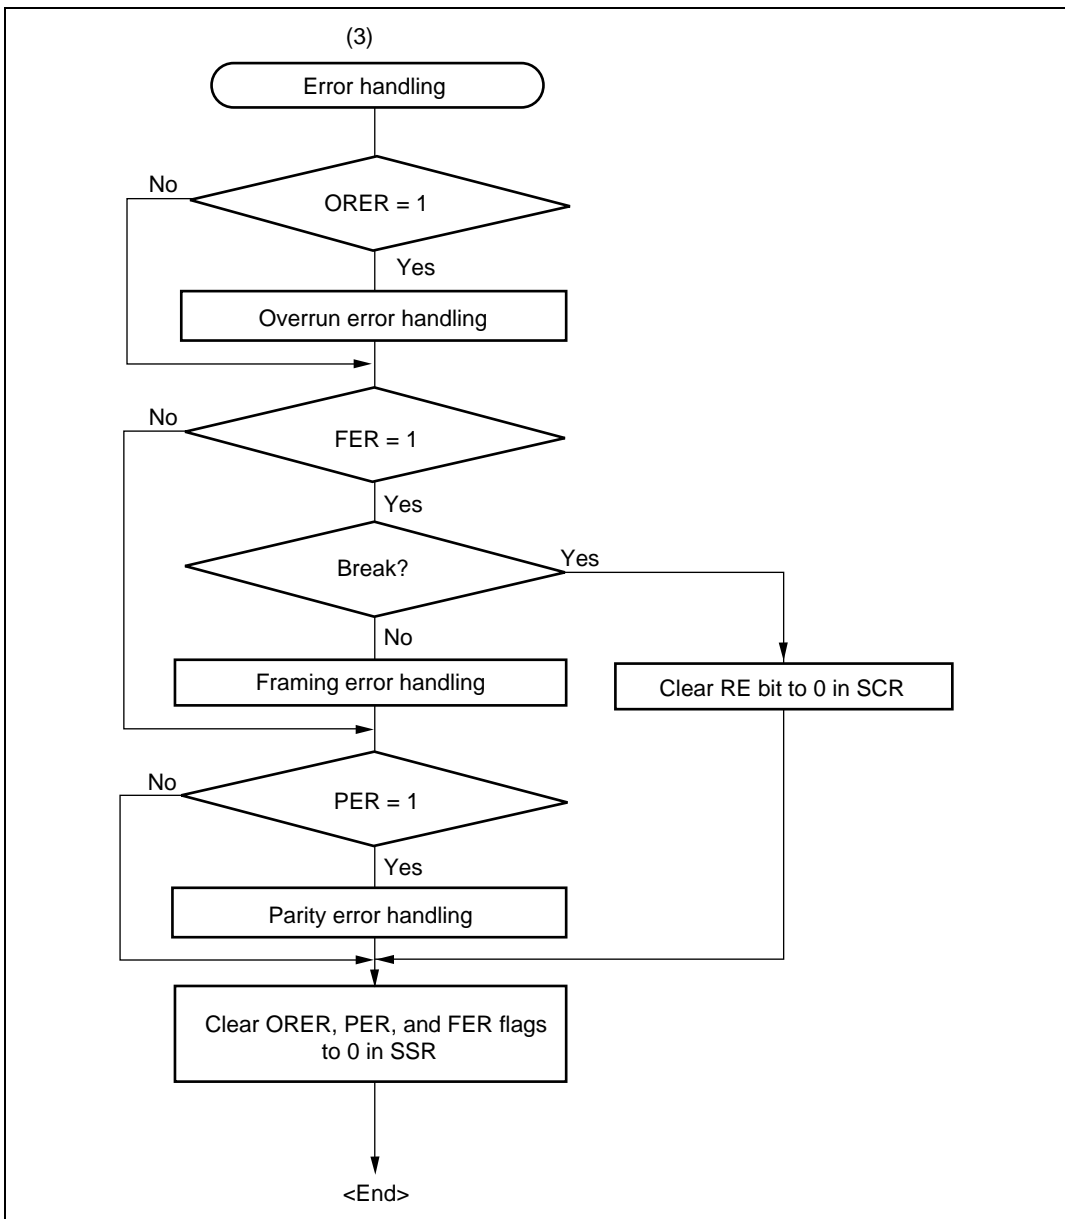 (3)
Error handling
No
ORER = 1
Yes
Overrun error handling
No
FER = 1
Yes
Break?
Yes
No
Framing error handling
Clear RE bit to 0 in SCR
No
PER = 1
Yes
Parity error handling
Clear ORER, PER, and FER flags
to 0 in SSR
<End>